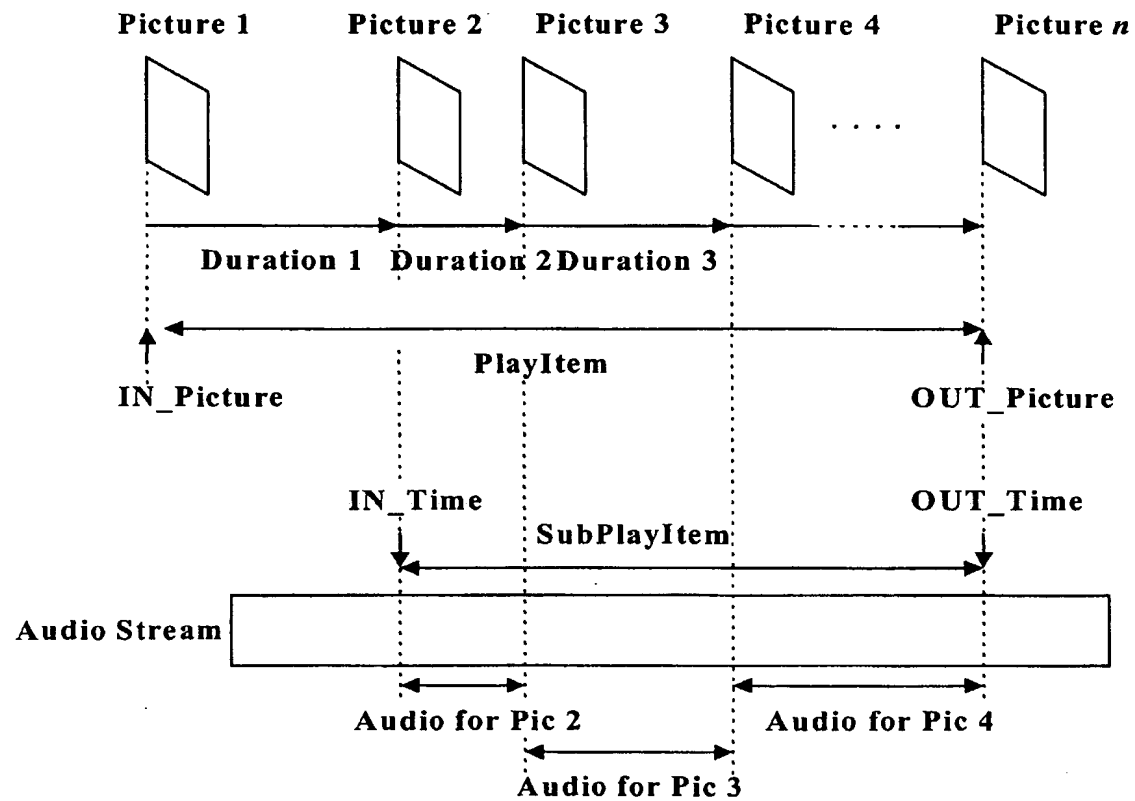 Picture 1 Picture 2 Picture 3 Picture 4 Picture n
. . . .
Duration 1 Duration 2 Duration 3
PlayItem
IN_Picture OUT_Picture
IN_Time OUT_Time
SubPlayItem
Audio Stream
Audio for Pic 2 Audio for Pic 4
Audio for Pic 3